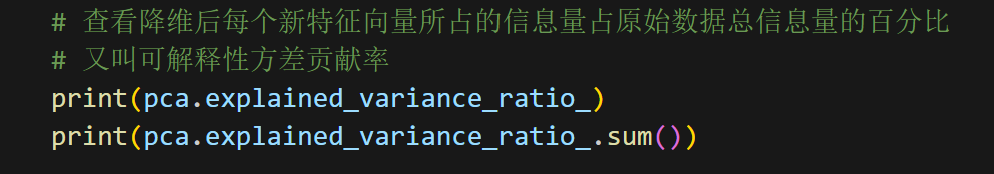 # 查看降维后每个新特征向量所占的信息量占原始数据总信息量的百分比
# 又叫可解释性方差贡献率
print(pca.explained_variance_ratio_)
print(pca.explained_variance_ratio_.sum())